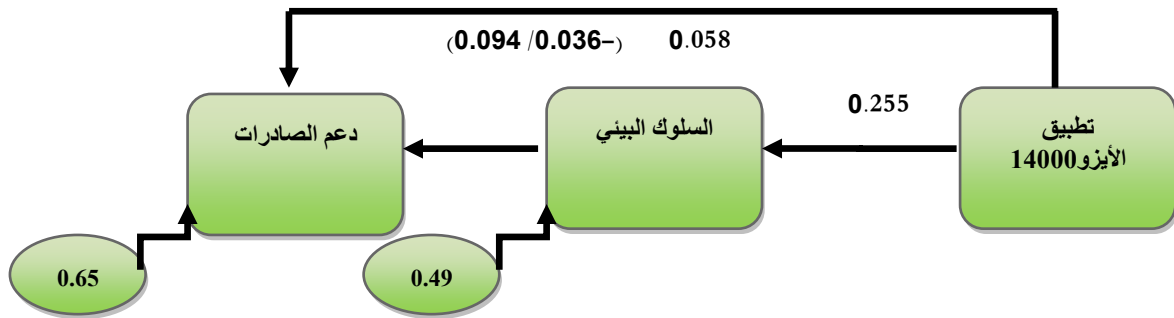 (0.094 /0.036–) 0.058
0.255
تطبيق
الأيزو14000
السلوك البيئي
دعم الصادرات
0.49
0.65